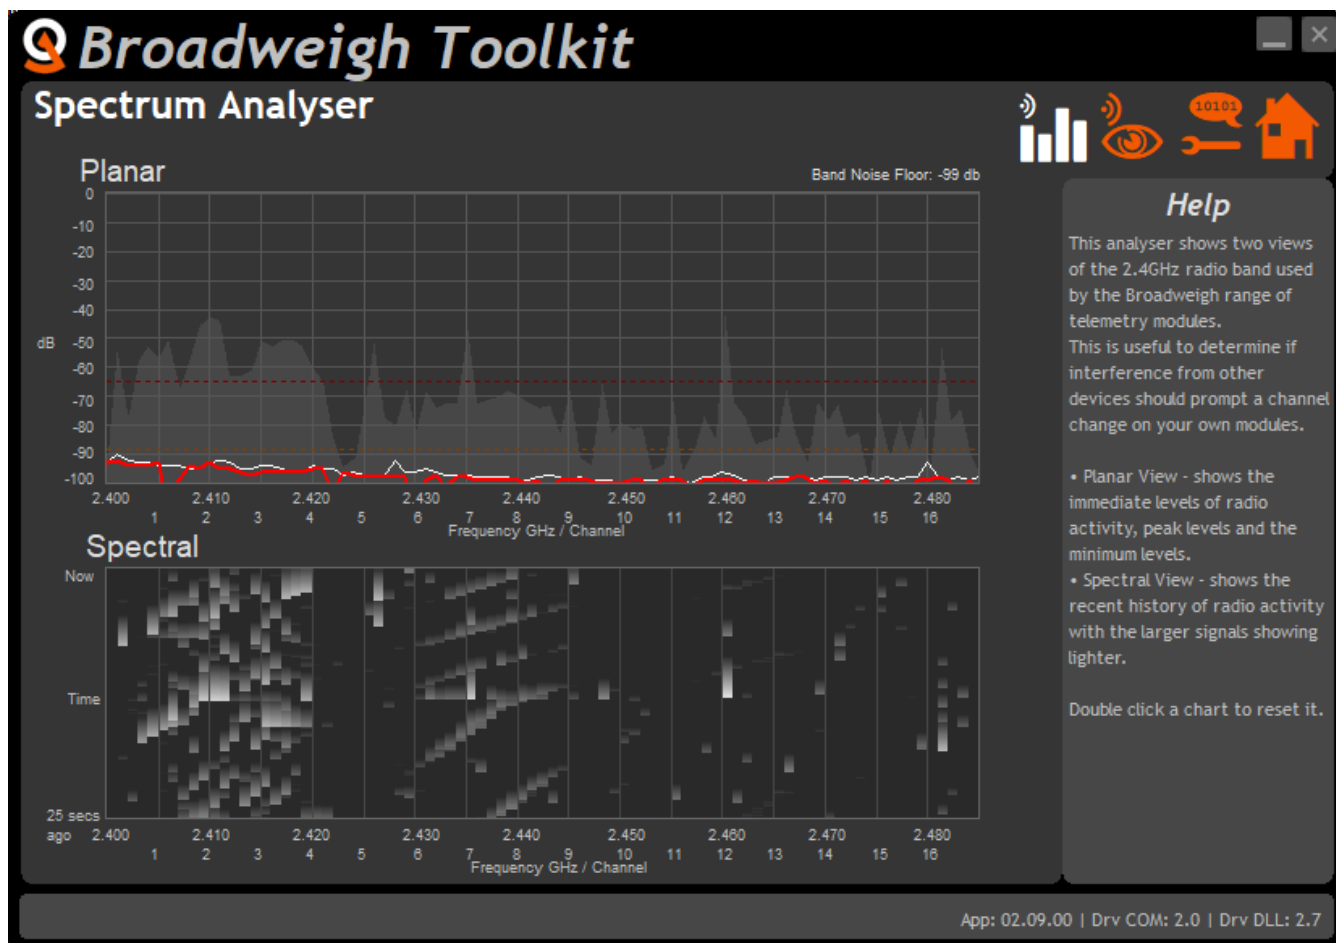 Broadweigh Toolkit
Spectrum Analyser
10101
Planar
Band Noise Floor: -99 db
0
-10
-20
-30
-40
dB -50
-60
-70
-80
-90
-100
2.400 2.410 2.420 2.430 2.440 2.450 2.460 2.470 2.480
1 2 3 4 5 6 7 8 9 10 11 12 13 14 15 16
Frequency GHz / Channel
Spectral
Now
Time
25 secs
ago 2.400 2.410 2.420 2.430 2.440 2.450 2.460 2.470 2.480
1 2 3 4 5 6 7 8 9 10 11 12 13 14 15 16
Frequency GHz / Channel
Help
This analyser shows two views
of the 2.4GHz radio band used
by the Broadweigh range of
telemetry modules.
This is useful to determine if
interference from other
devices should prompt a channel
change on your own modules.
• Planar View - shows the
immediate levels of radio
activity, peak levels and the
minimum levels.
• Spectral View - shows the
recent history of radio activity
with the larger signals showing
lighter.
Double click a chart to reset it.
App: 02.09.00 | Drv COM: 2.0 | Drv DLL: 2.7